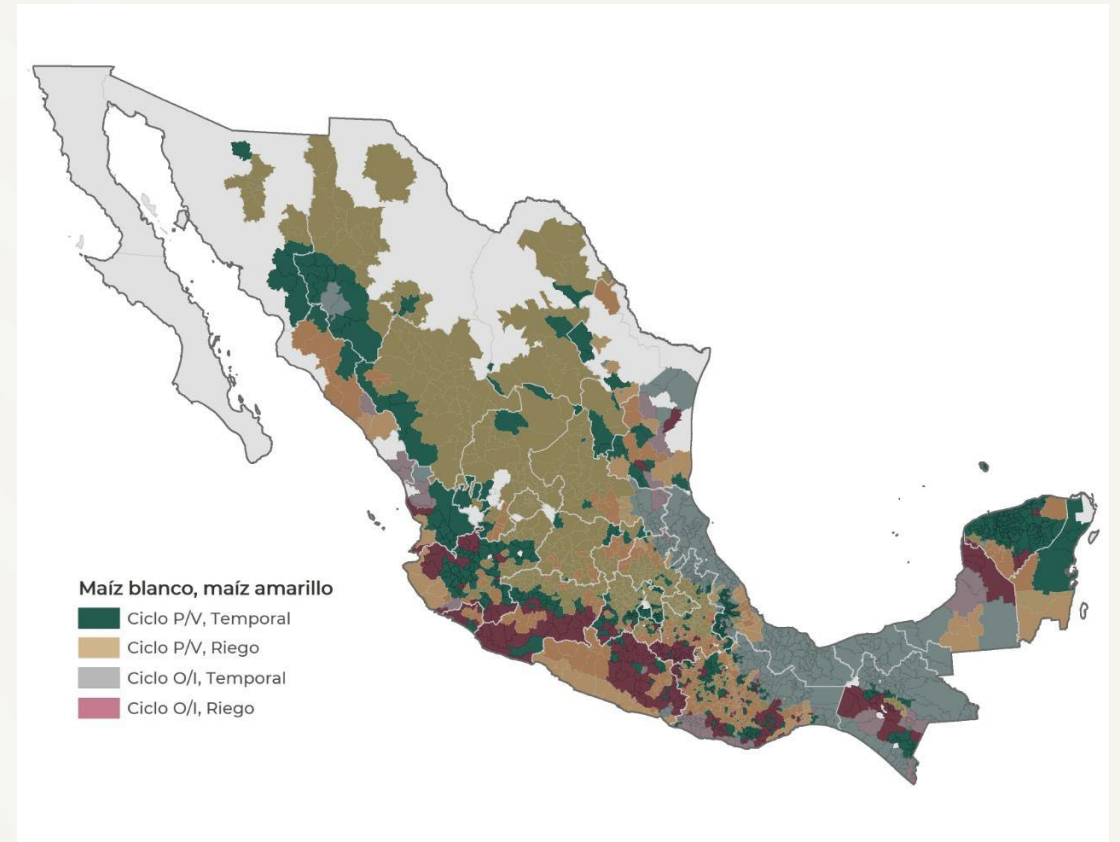 Maíz blanco, maíz amarillo
Ciclo P/V, Temporal
Ciclo P/V, Riego
Ciclo O/I, Temporal
Ciclo O/I, Riego